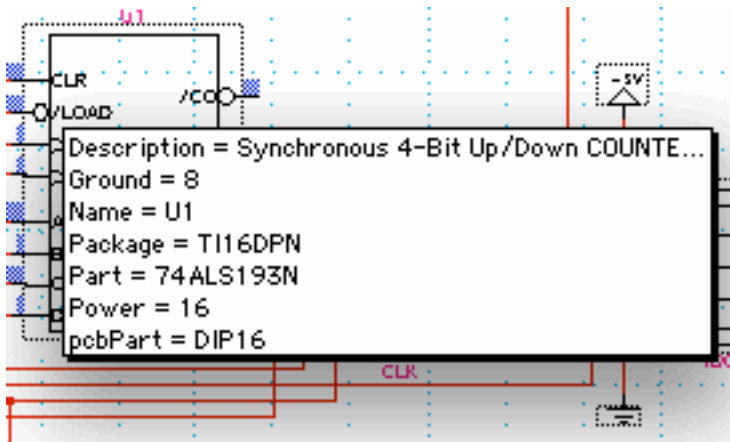 U1
CLR
/CO
/LOAD
-5V
Description = Synchronous 4-Bit Up/Down COUNTE...
Ground = 8
Name = U1
Package = TI16DPN
Part = 74ALS193N
Power = 16
pcbPart = DIP16
CLK